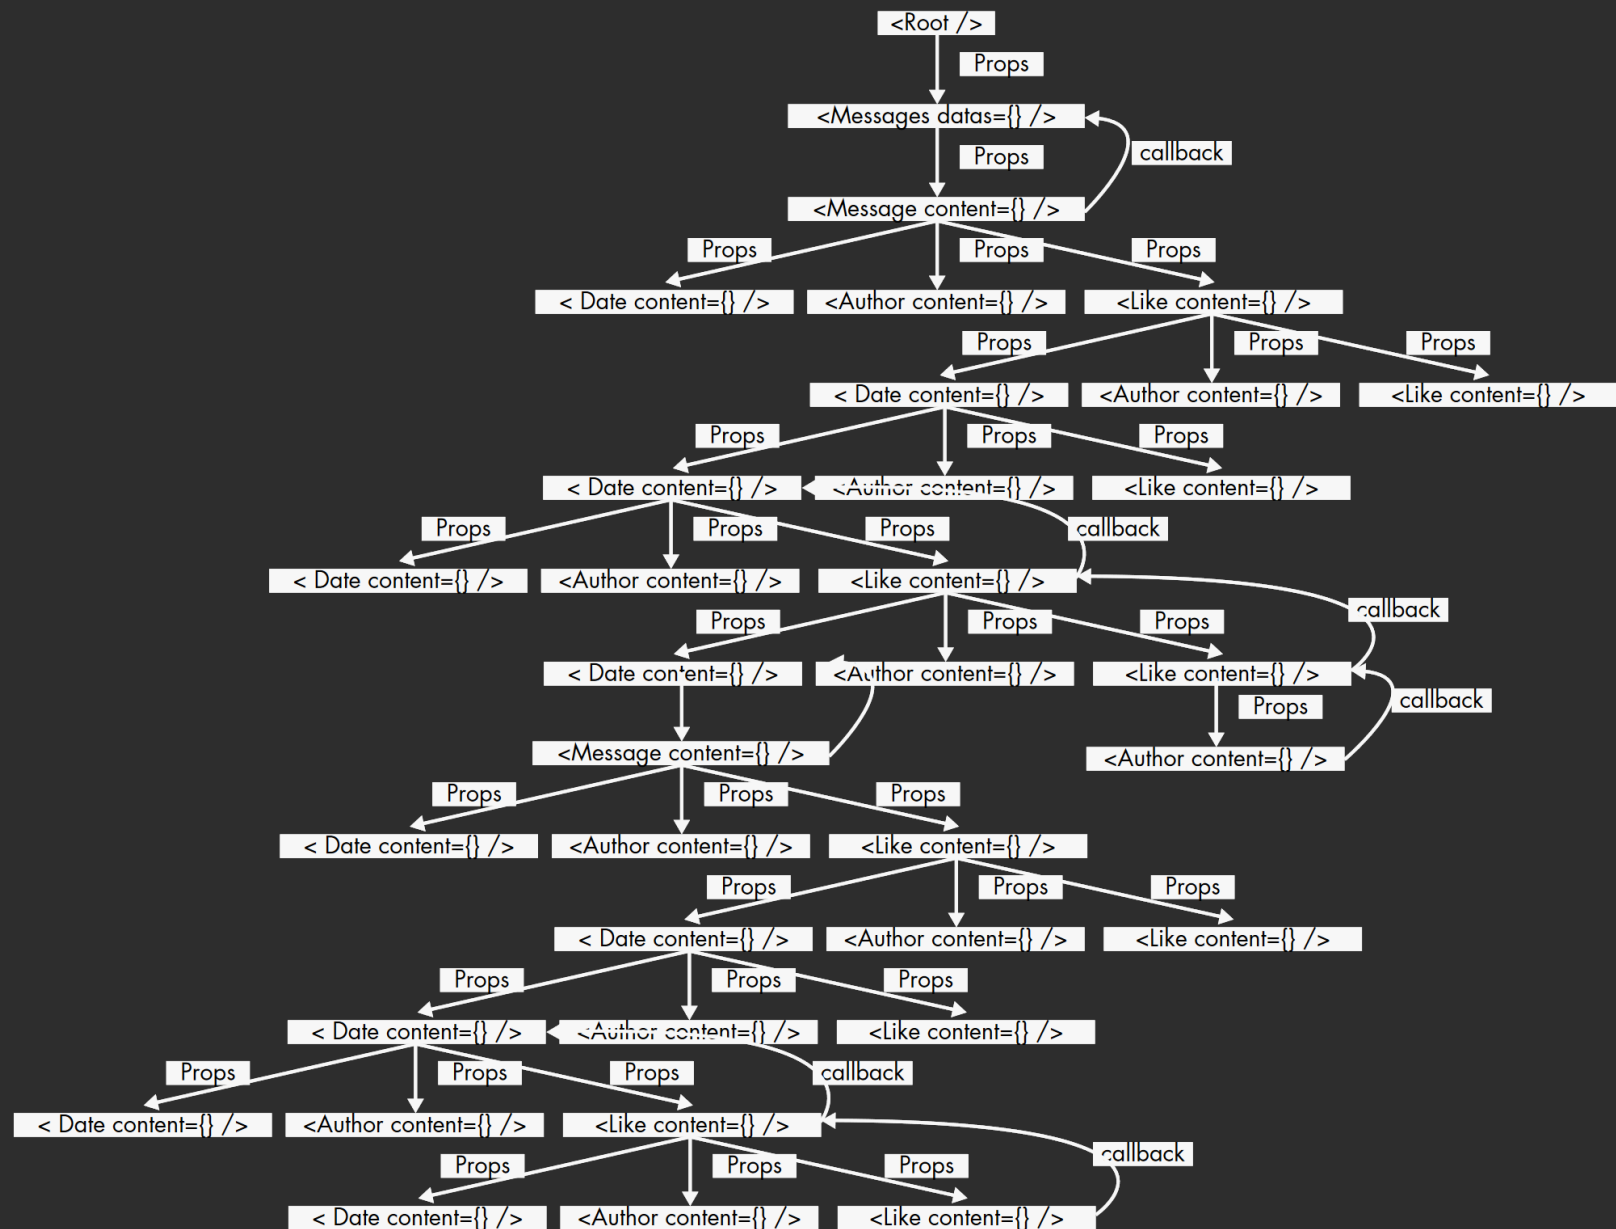 <Root />
Props
<Messages datas={} />
callback
Props
<Message content={} />
Props Props Props
< Date content={} /> <Author content={} /> <Like content={} />
Props Props Props
< Date content={} /> <Author content={} /> <Like content={} />
Props Props Props
< Date content={} /> <Author content={} /> <Like content={} />
Props Props Props callback
< Date content={} /> <Author content={} /> <Like content={} />
callback
Props Props Props
< Date content={} /> <Author content={} /> <Like content={} />
callback
Props
<Message content={} /> <Author content={} />
Props Props Props
< Date content={} /> <Author content={} /> <Like content={} />
Props Props Props
< Date content={} /> <Author content={} /> <Like content={} />
Props Props Props
< Date content={} /> <Author content={} /> <Like content={} />
Props Props Props callback
< Date content={} /> <Author content={} /> <Like content={} />
callback
Props Props Props
< Date content={} /> <Author content={} /> <Like content={} />